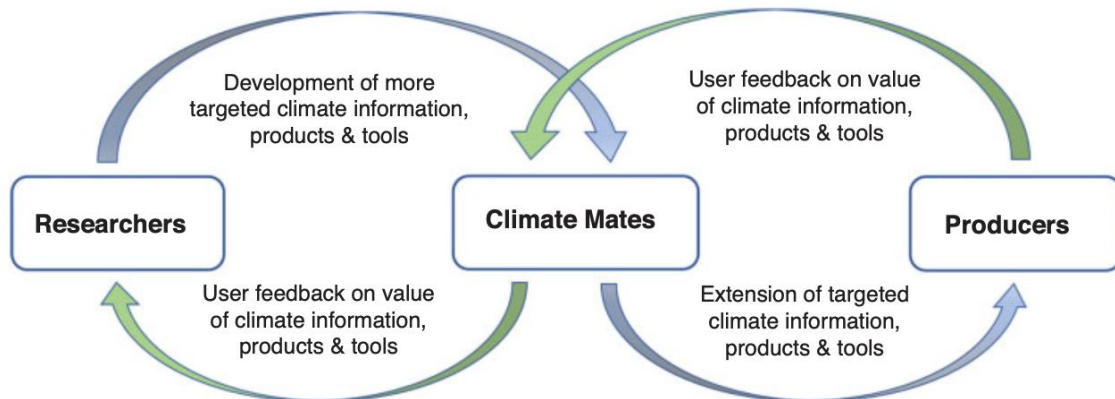 Development of more
targeted climate information,
products & tools
User feedback on value
of climate information,
products & tools
Researchers
Climate Mates
Producers
User feedback on value
of climate information,
products & tools
Extension of targeted
climate information,
products & tools